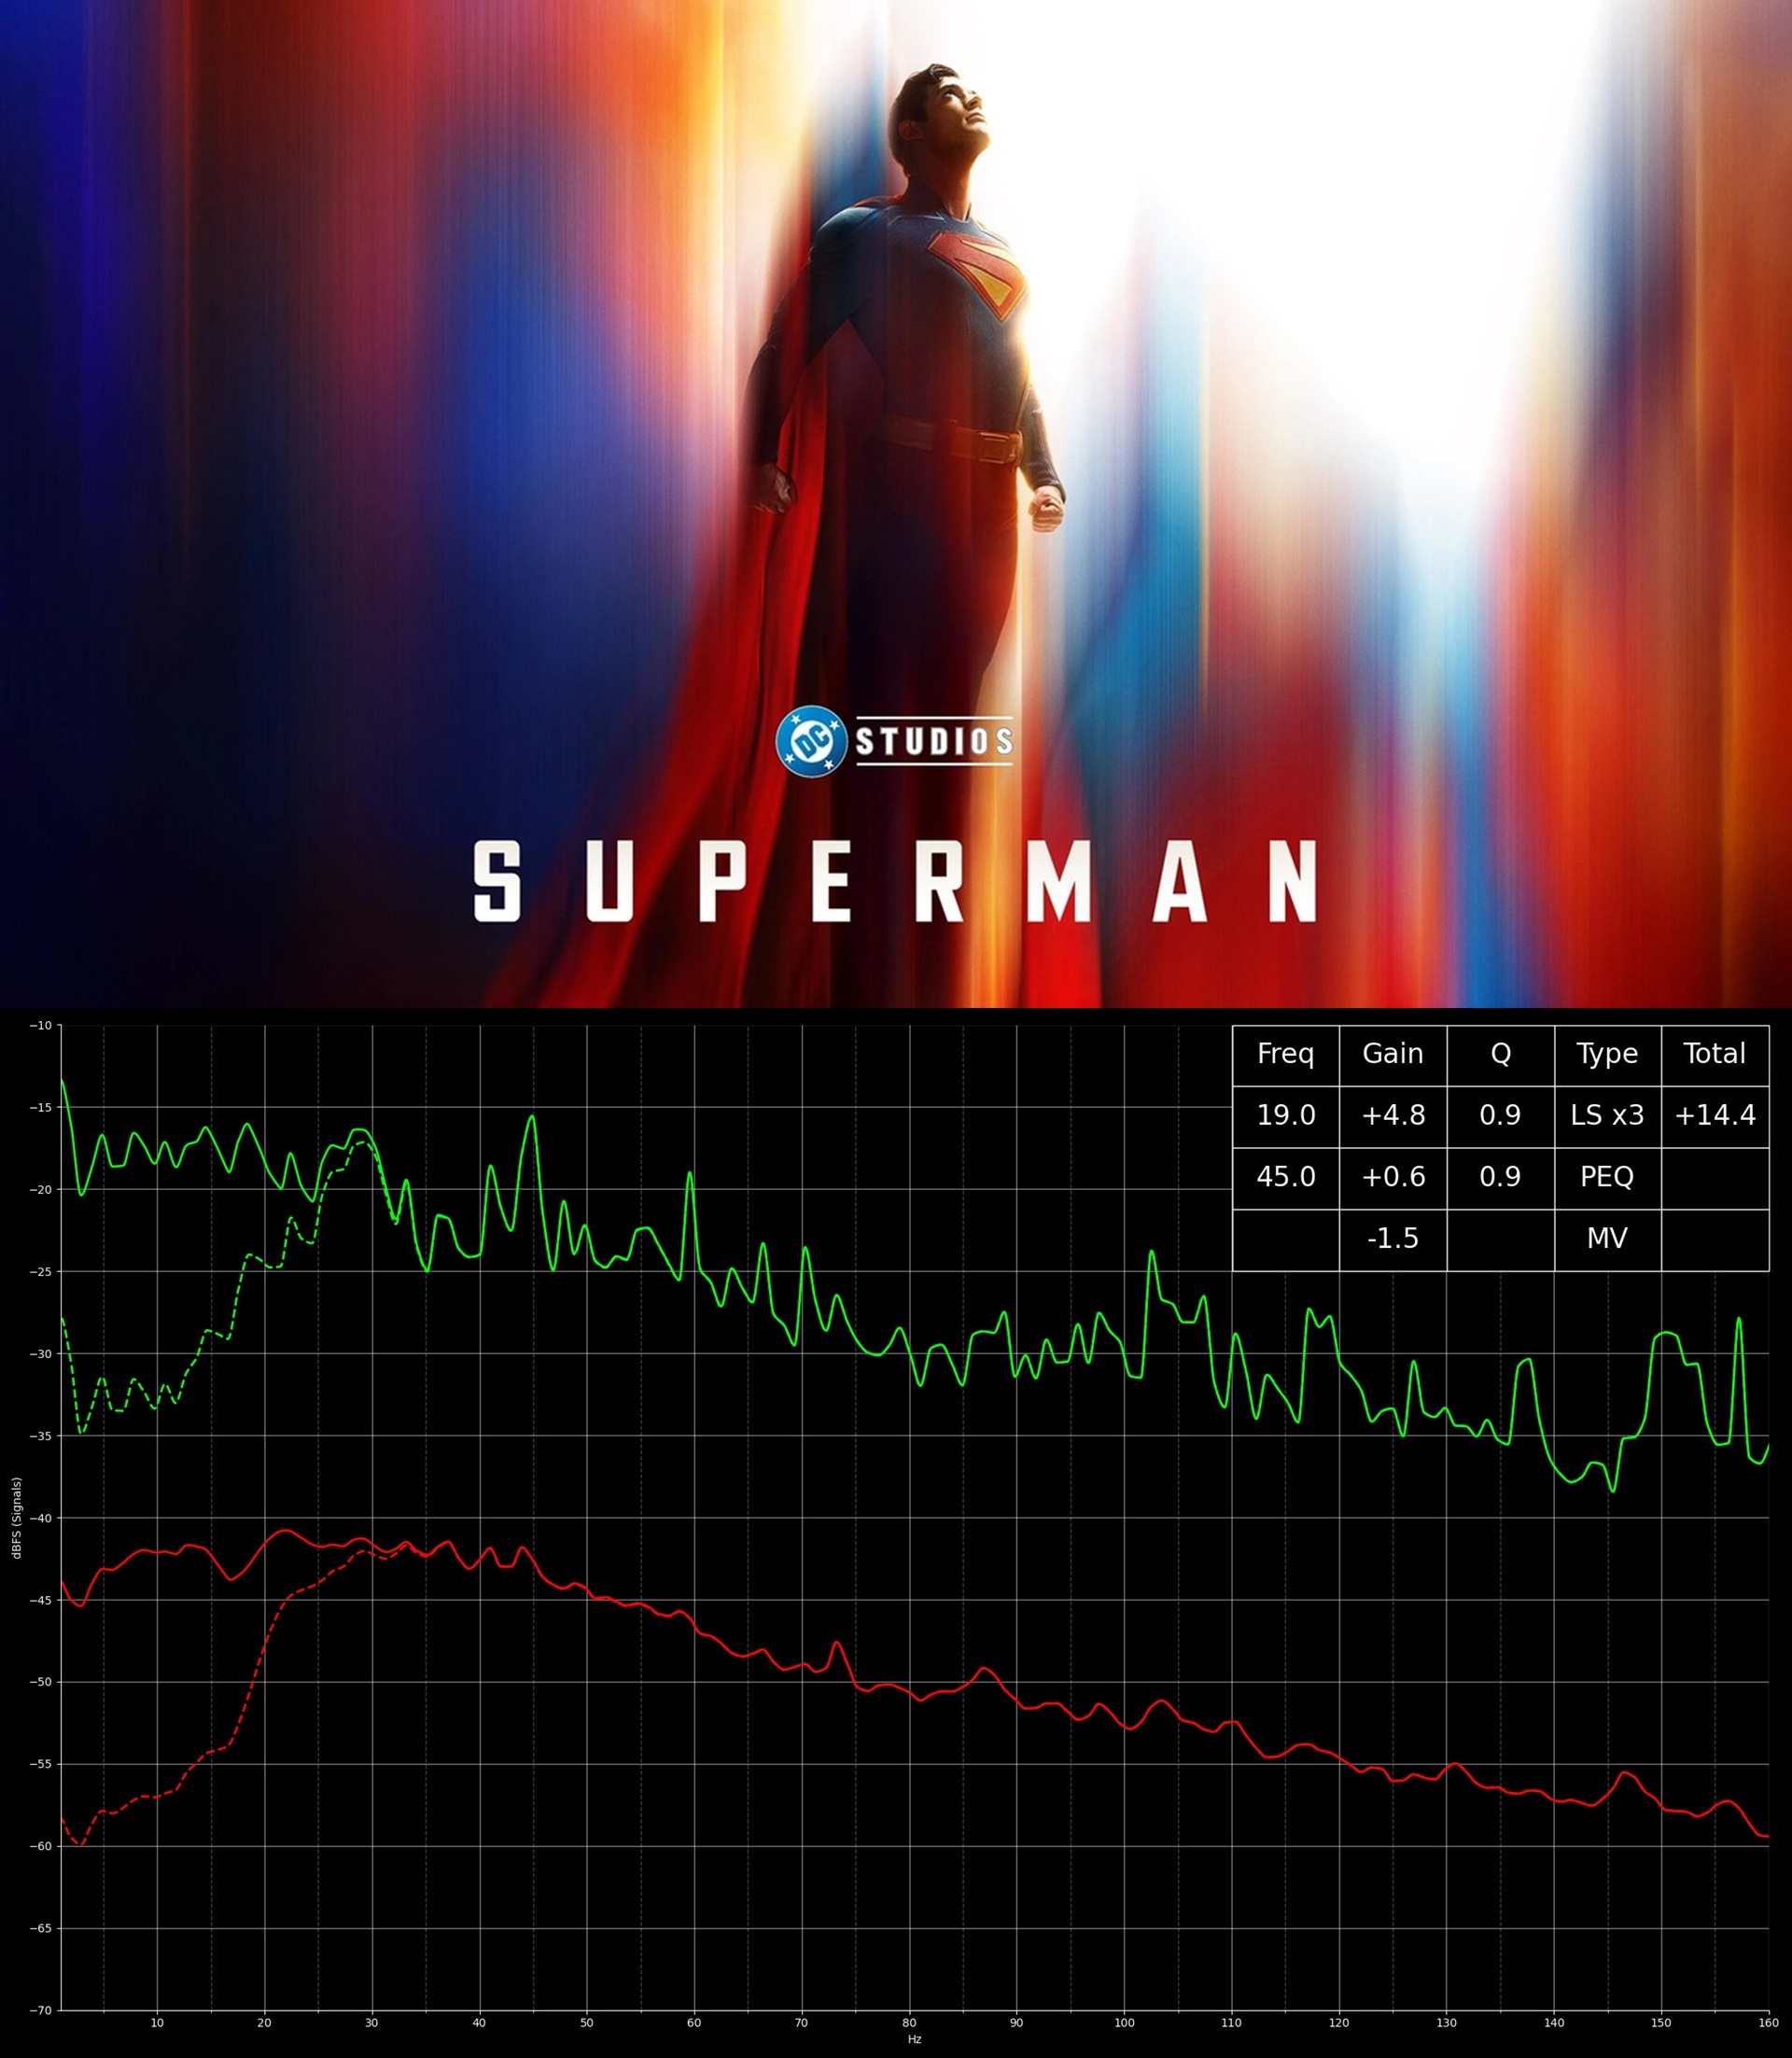 DC STUDIOS
SUPERMAN
Freq Gain Q Type Total
19.0 +4.8 0.9 LS x3 +14.4
45.0 +0.6 0.9 PEQ
-1.5 MV
−10
−15
−20
−25
−30
−35
−40
−45
−50
−55
−60
−65
−70
dBFS (Signals)
10 20 30 40 50 60 70 80 90 100 110 120 130 140 150 160
Hz